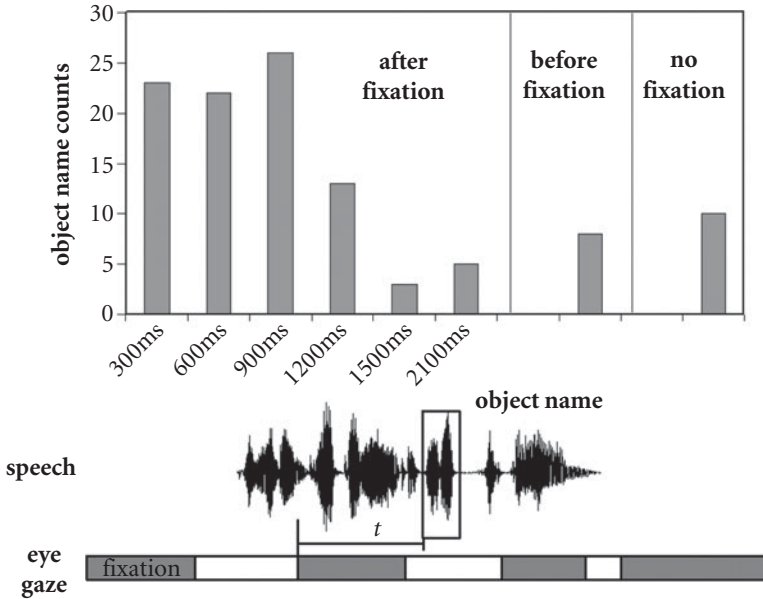 30
25
20
15
10
5
0
object name counts
after
fixation
before
fixation
no
fixation
300ms
600ms
900ms
1200ms
1500ms
2100ms
object name
speech
t
eye
gaze
fixation